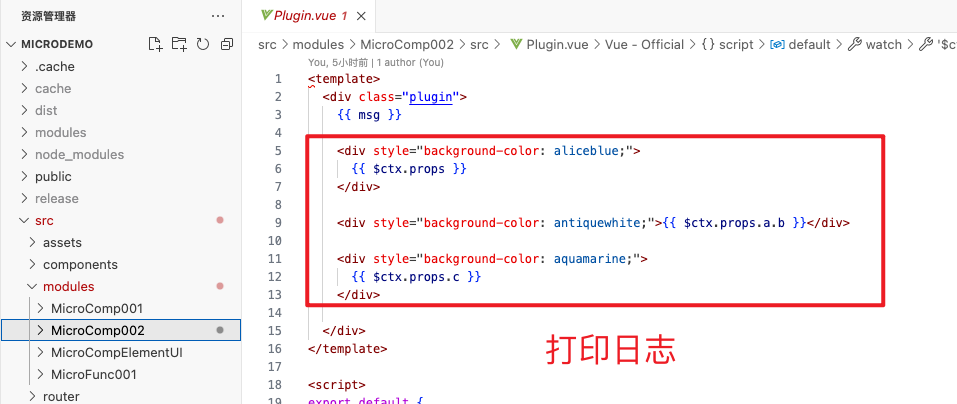 资源管理器
···
Plugin.vue 1
MICRODEMO
src > modules > MicroComp002 > src > Plugin.vue > Vue - Official > {} script > default > watch > '$c
You, 5小时前 | 1 author (You)
.cache
cache
dist
modules
node_modules
public
release
src
assets
components
modules
MicroComp001
MicroComp002
MicroCompElementUI
MicroFunc001
router
1 <template>
2 <div class="plugin">
3 {{ msg }}
4
5 <div style="background-color: aliceblue;">
6 {{ $ctx.props }}
7 </div>
8
9 <div style="background-color: antiquewhite;">{{ $ctx.props.a.b }}</div>
10
11 <div style="background-color: aquamarine;">
12 {{ $ctx.props.c }}
13 </div>
14
15 </div>
16 </template>
17
18 <script>
19 export default {
打印日志